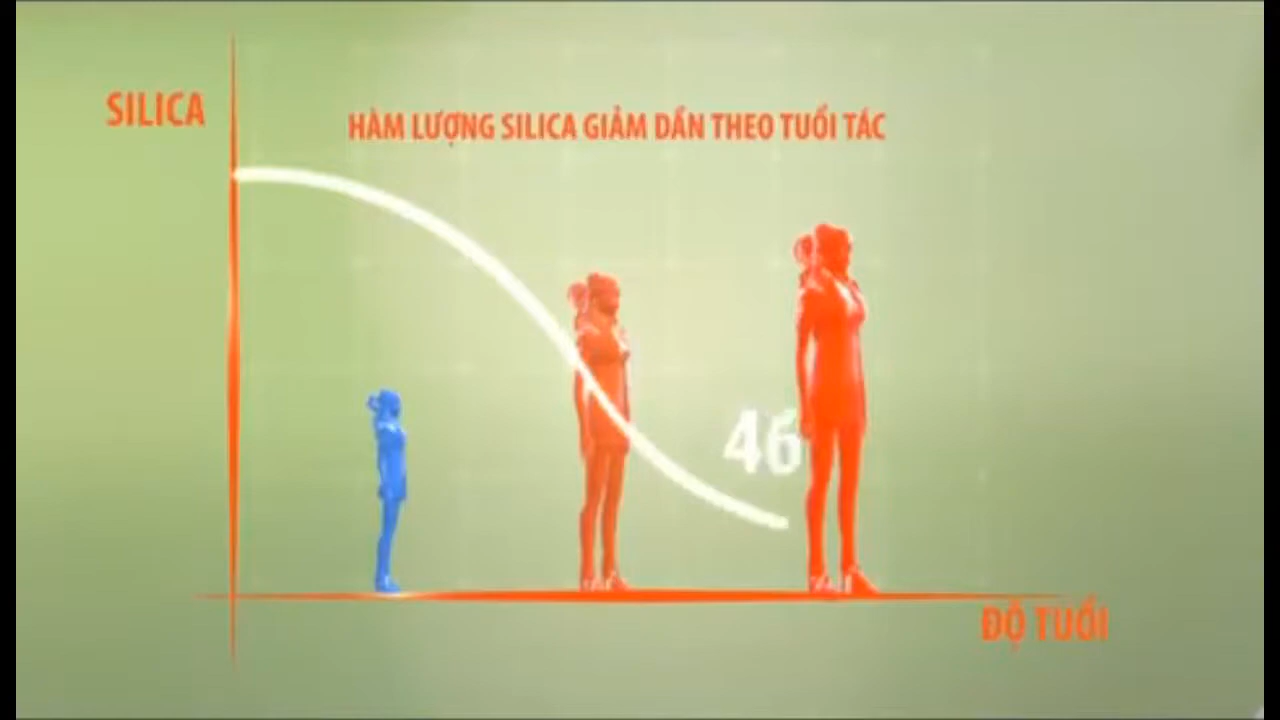 SILICA
HÀM LƯỢNG SILICA GIẢM DẦN THEO TUỔI TÁC
46
ĐỘ TUỔI